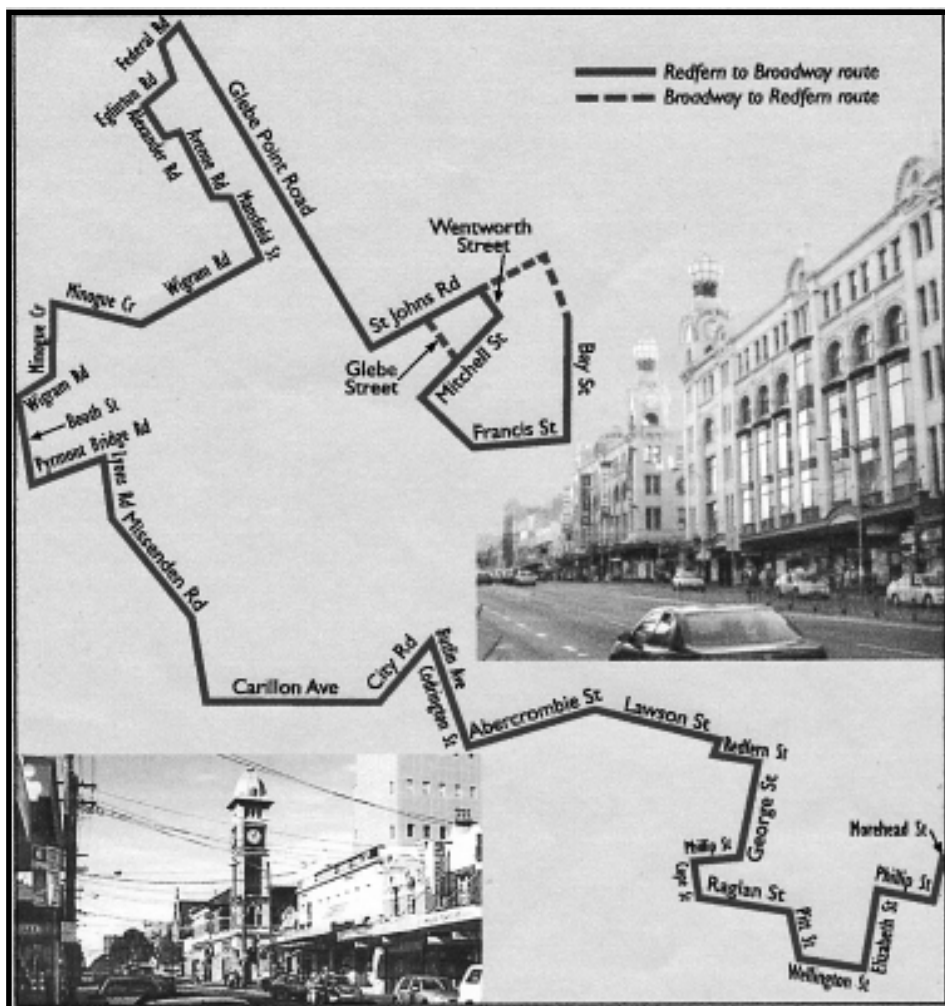 Redfern to Broadway route
Broadway to Redfern route
Federal Rd
Eglinton Rd
Alexander Rd
Avenue Rd
Mansfield St
Glebe Point Road
Wigram Rd
Minogue Cr
Minogue Cr
Wigram Rd
Booth St
Pyrmont Bridge Rd
Lyons Rd
Missenden Rd
St Johns Rd
Wentworth
Street
Glebe
Street
Mitchell St
Francis St
Bay St
Carillon Ave
City Rd
Butlin Ave
Codrington St
Abercrombie St
Lawson St
Redfern St
George St
Phillip St
Cope St
Raglan St
Pitt St
Wellington St
Elizabeth St
Phillip St
Morehead St